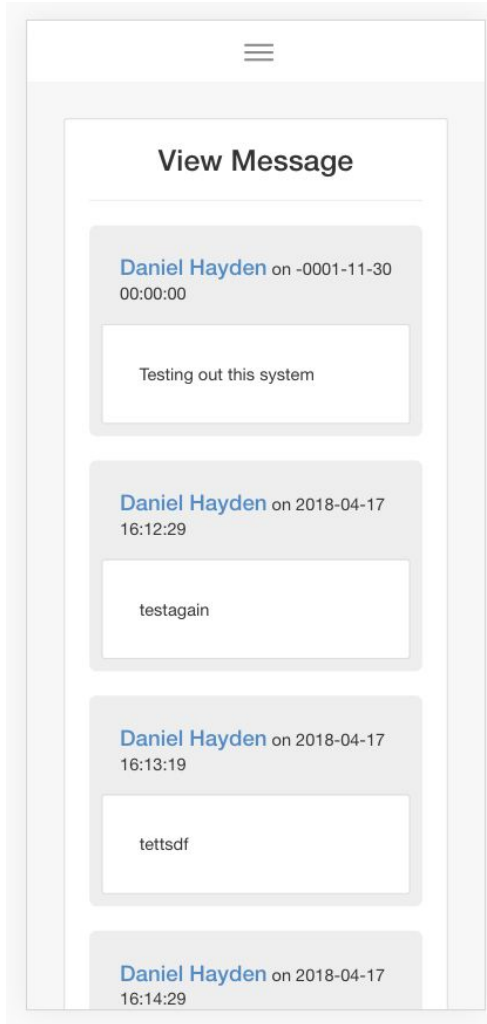 View Message
Daniel Hayden on -0001-11-30
00:00:00
Testing out this system
Daniel Hayden on 2018-04-17
16:12:29
testagain
Daniel Hayden on 2018-04-17
16:13:19
tettsdf
Daniel Hayden on 2018-04-17
16:14:29